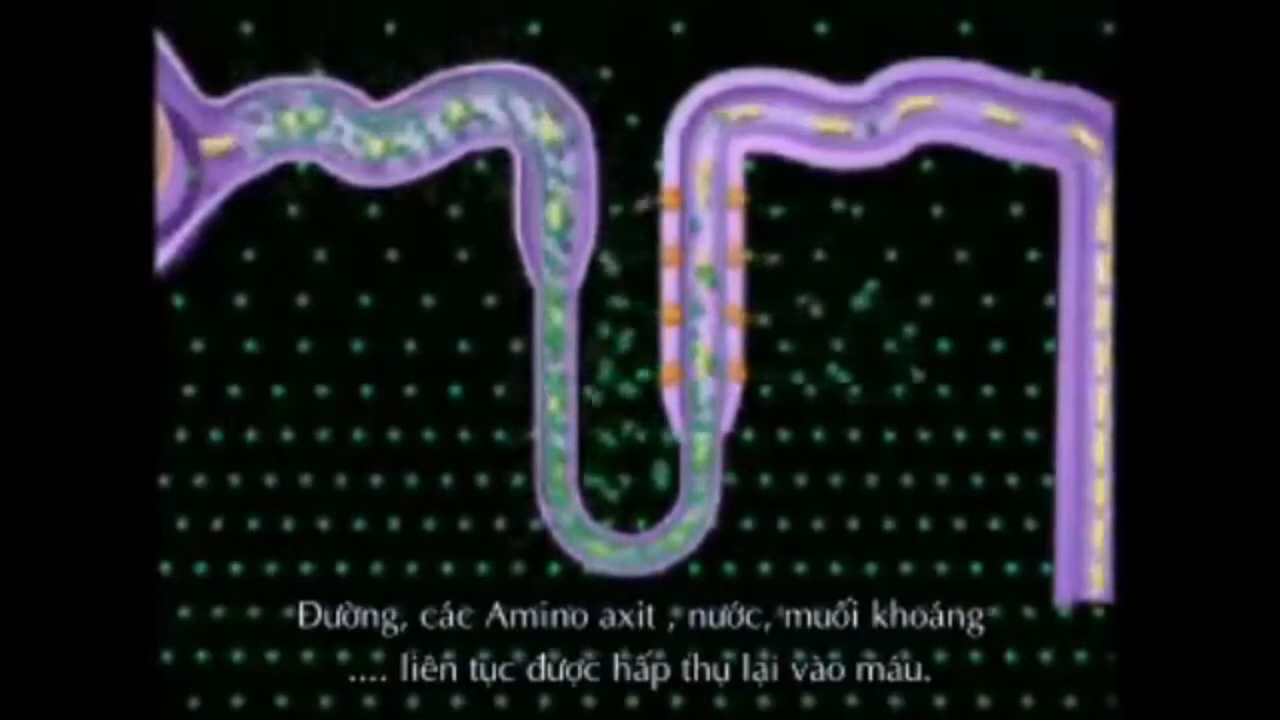 Đường, các Amino axit , nước, muối khoáng
.... liên tục được hấp thụ lại vào máu.